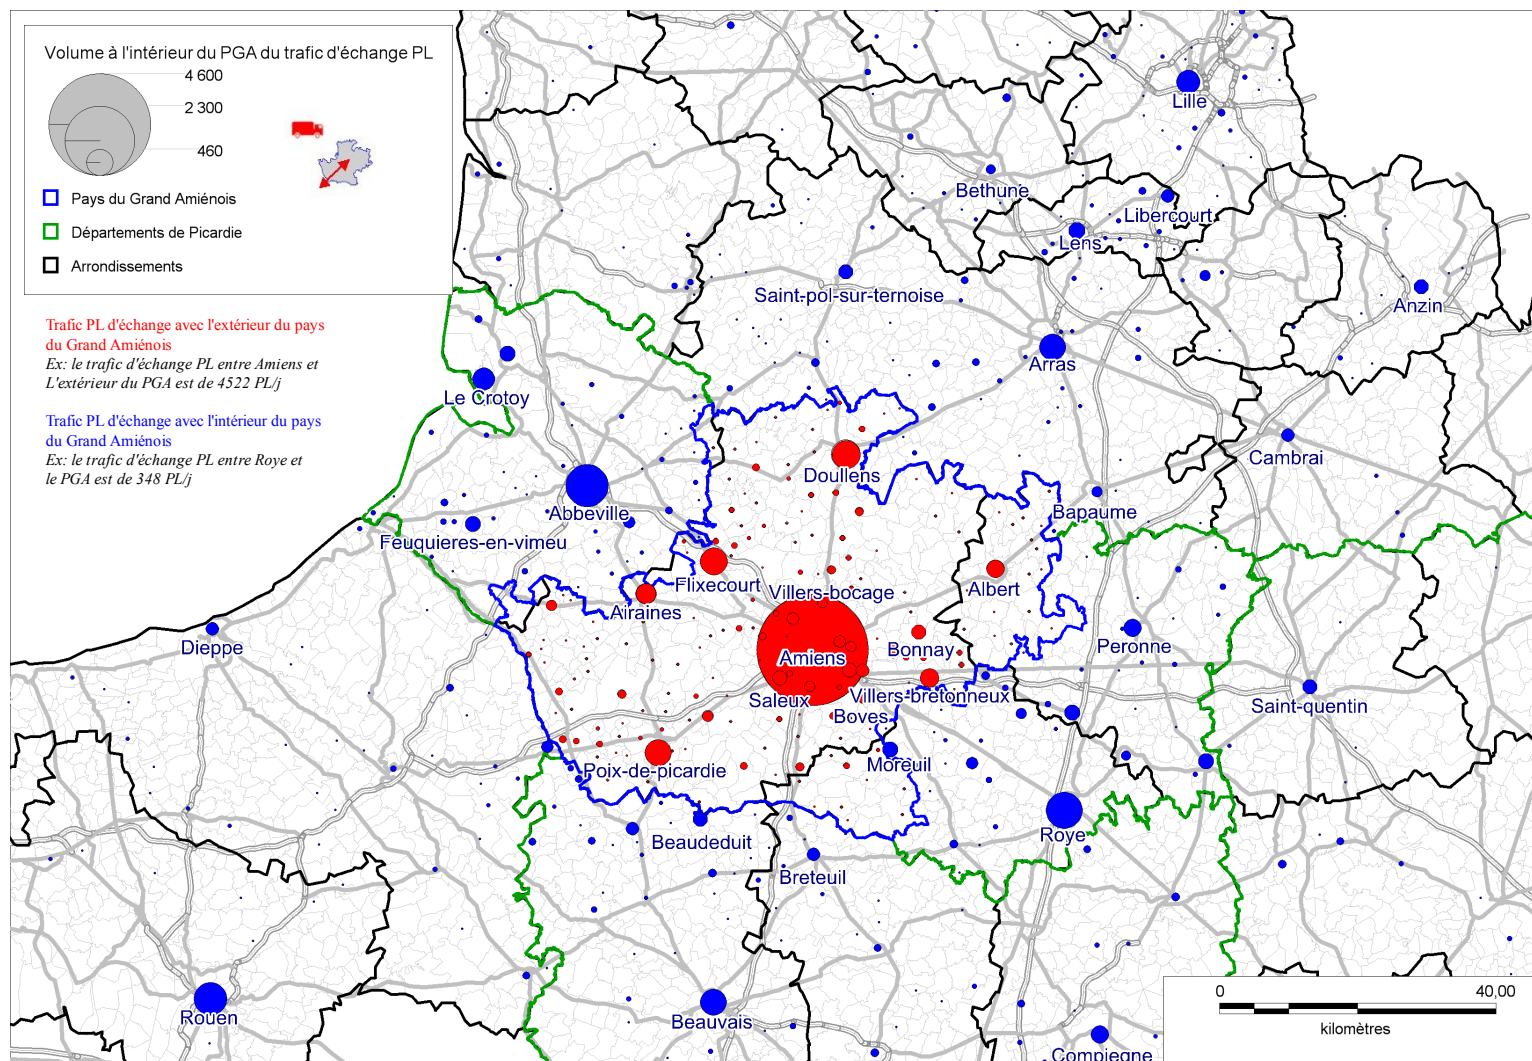 Volume à l'intérieur du PGA du trafic d'échange PL
4 600
2 300
460
Pays du Grand Amiénois
Départements de Picardie
Arrondissements
Trafic PL d'échange avec l'extérieur du pays
du Grand Amiénois
Ex: le trafic d'échange PL entre Amiens et
L'extérieur du PGA est de 4522 PL/j
Trafic PL d'échange avec l'intérieur du pays
du Grand Amiénois
Ex: le trafic d'échange PL entre Roye et
le PGA est de 348 PL/j
Lille
Bethune
Libercourt
Lens
Saint-pol-sur-ternoise
Anzin
Arras
Le Crotoy
Cambrai
Doullens
Bapaume
Abbeville
Feuquieres-en-vimeu
Flixecourt
Villers-bocage
Albert
Airaines
Dieppe
Peronne
Bonnay
Amiens
Villers-bretonneux
Saleux
Saint-quentin
Boves
Moreuil
Poix-de-picardie
Roye
Beaudeduit
Breteuil
Rouen
Beauvais
Compiegne
0
40,00
kilomètres